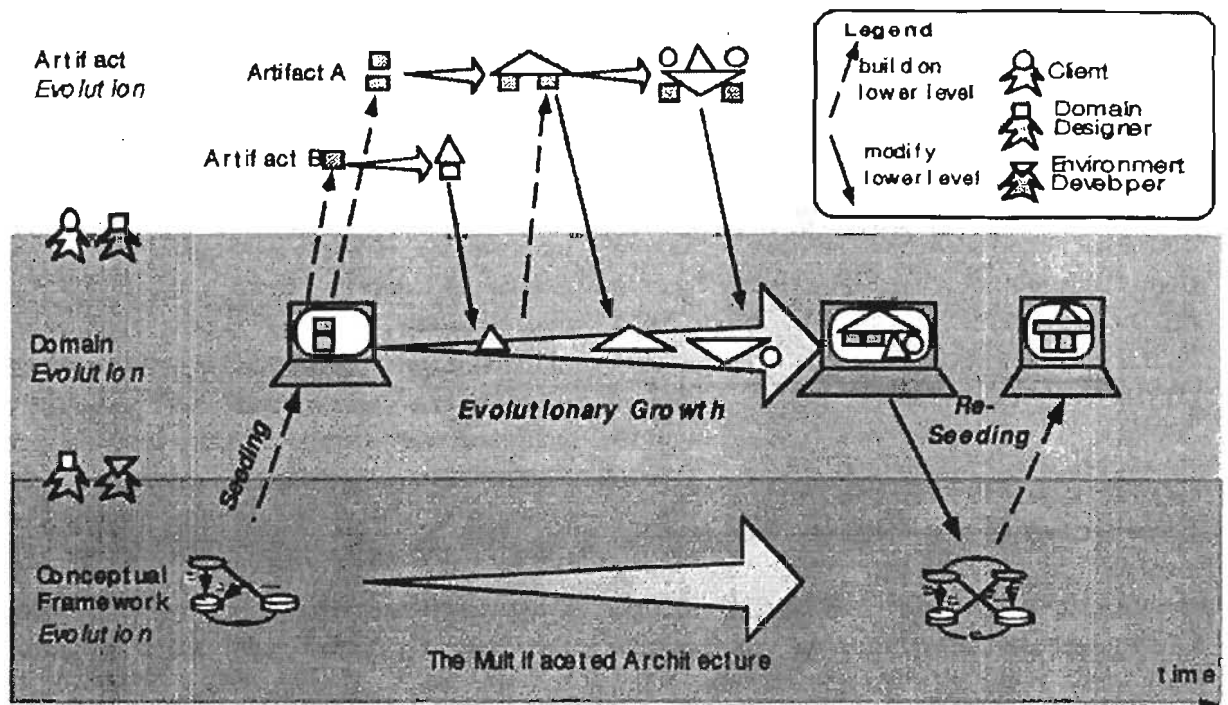 Artifact
Evolution
Artifact A
Artifact B
Legend
build on
lower level
modify
lower level
Client
Domain
Designer
Environment
Developer
Domain
Evolution
Seeding
Evolutionary Growth
Re-
Seeding
Conceptual
Framework
Evolution
The Multifaceted Architecture
time